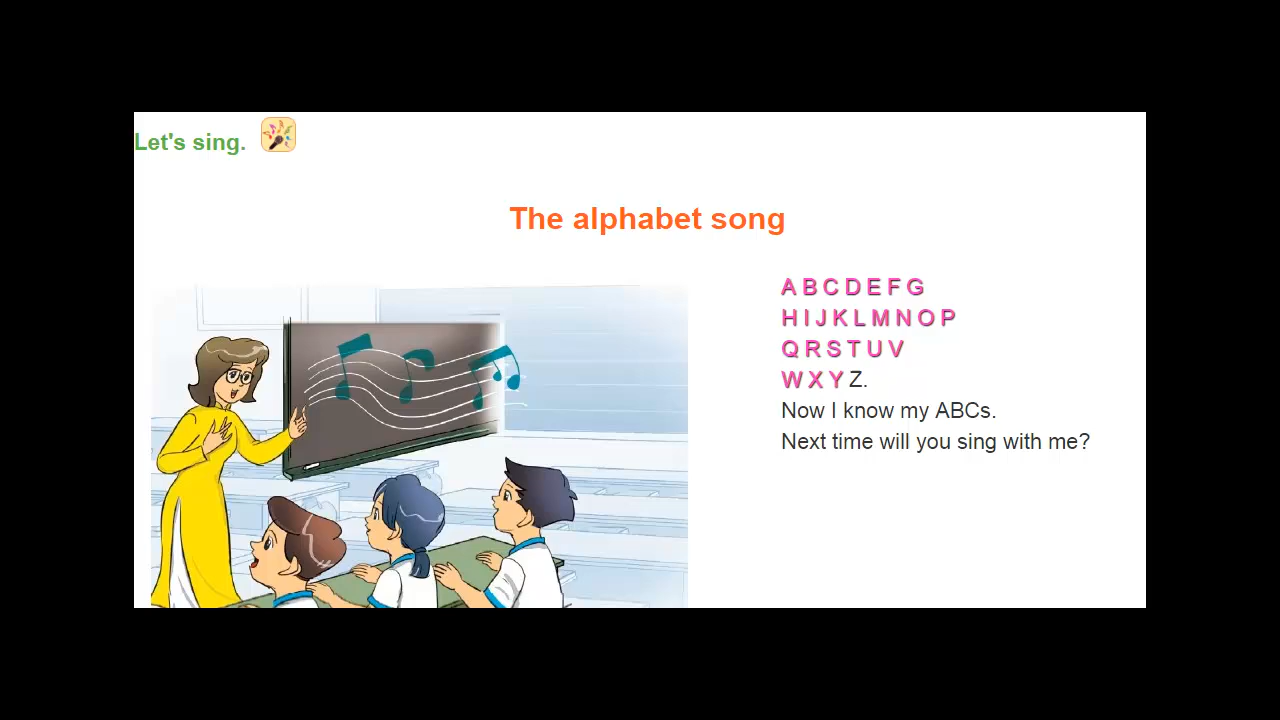 Let's sing.
The alphabet song
A B C D E F G
H I J K L M N O P
Q R S T U V
W X Y Z.
Now I know my ABCs.
Next time will you sing with me?